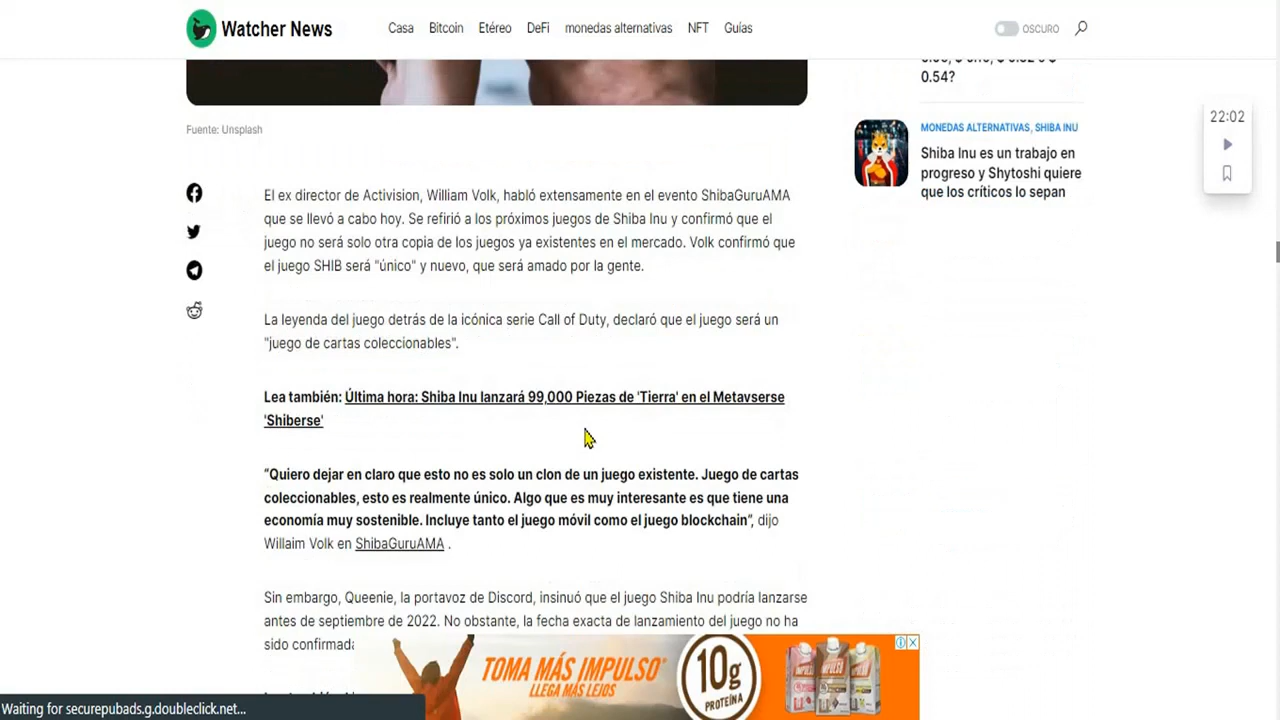 Watcher News
Casa
Bitcoin
Etéreo
DeFi
monedas alternativas
NFT
Guías
OSCURO
0.54?
Fuente: Unsplash
MONEDAS ALTERNATIVAS, SHIBA INU
Shiba Inu es un trabajo en
progreso y Shytoshi quiere
que los críticos lo sepan
22:02
El ex director de Activision, William Volk, habló extensamente en el evento ShibaGuruAMA
que se llevó a cabo hoy. Se refirió a los próximos juegos de Shiba Inu y confirmó que el
juego no será solo otra copia de los juegos ya existentes en el mercado. Volk confirmó que
el juego SHIB será "único" y nuevo, que será amado por la gente.
La leyenda del juego detrás de la icónica serie Call of Duty, declaró que el juego será un
"juego de cartas coleccionables".
Lea también: Última hora: Shiba Inu lanzará 99,000 Piezas de 'Tierra' en el Metavserse
'Shiberse'
“Quiero dejar en claro que esto no es solo un clon de un juego existente. Juego de cartas
coleccionables, esto es realmente único. Algo que es muy interesante es que tiene una
economía muy sostenible. Incluye tanto el juego móvil como el juego blockchain”, dijo
Willaim Volk en ShibaGuruAMA .
Sin embargo, Queenie, la portavoz de Discord, insinuó que el juego Shiba Inu podría lanzarse
antes de septiembre de 2022. No obstante, la fecha exacta de lanzamiento del juego no ha
sido confirmada
TOMA MÁS IMPULSO
LLEGA MÁS LEJOS
10g
PROTEÍNA
Waiting for securepubads.g.doubleclick.net...